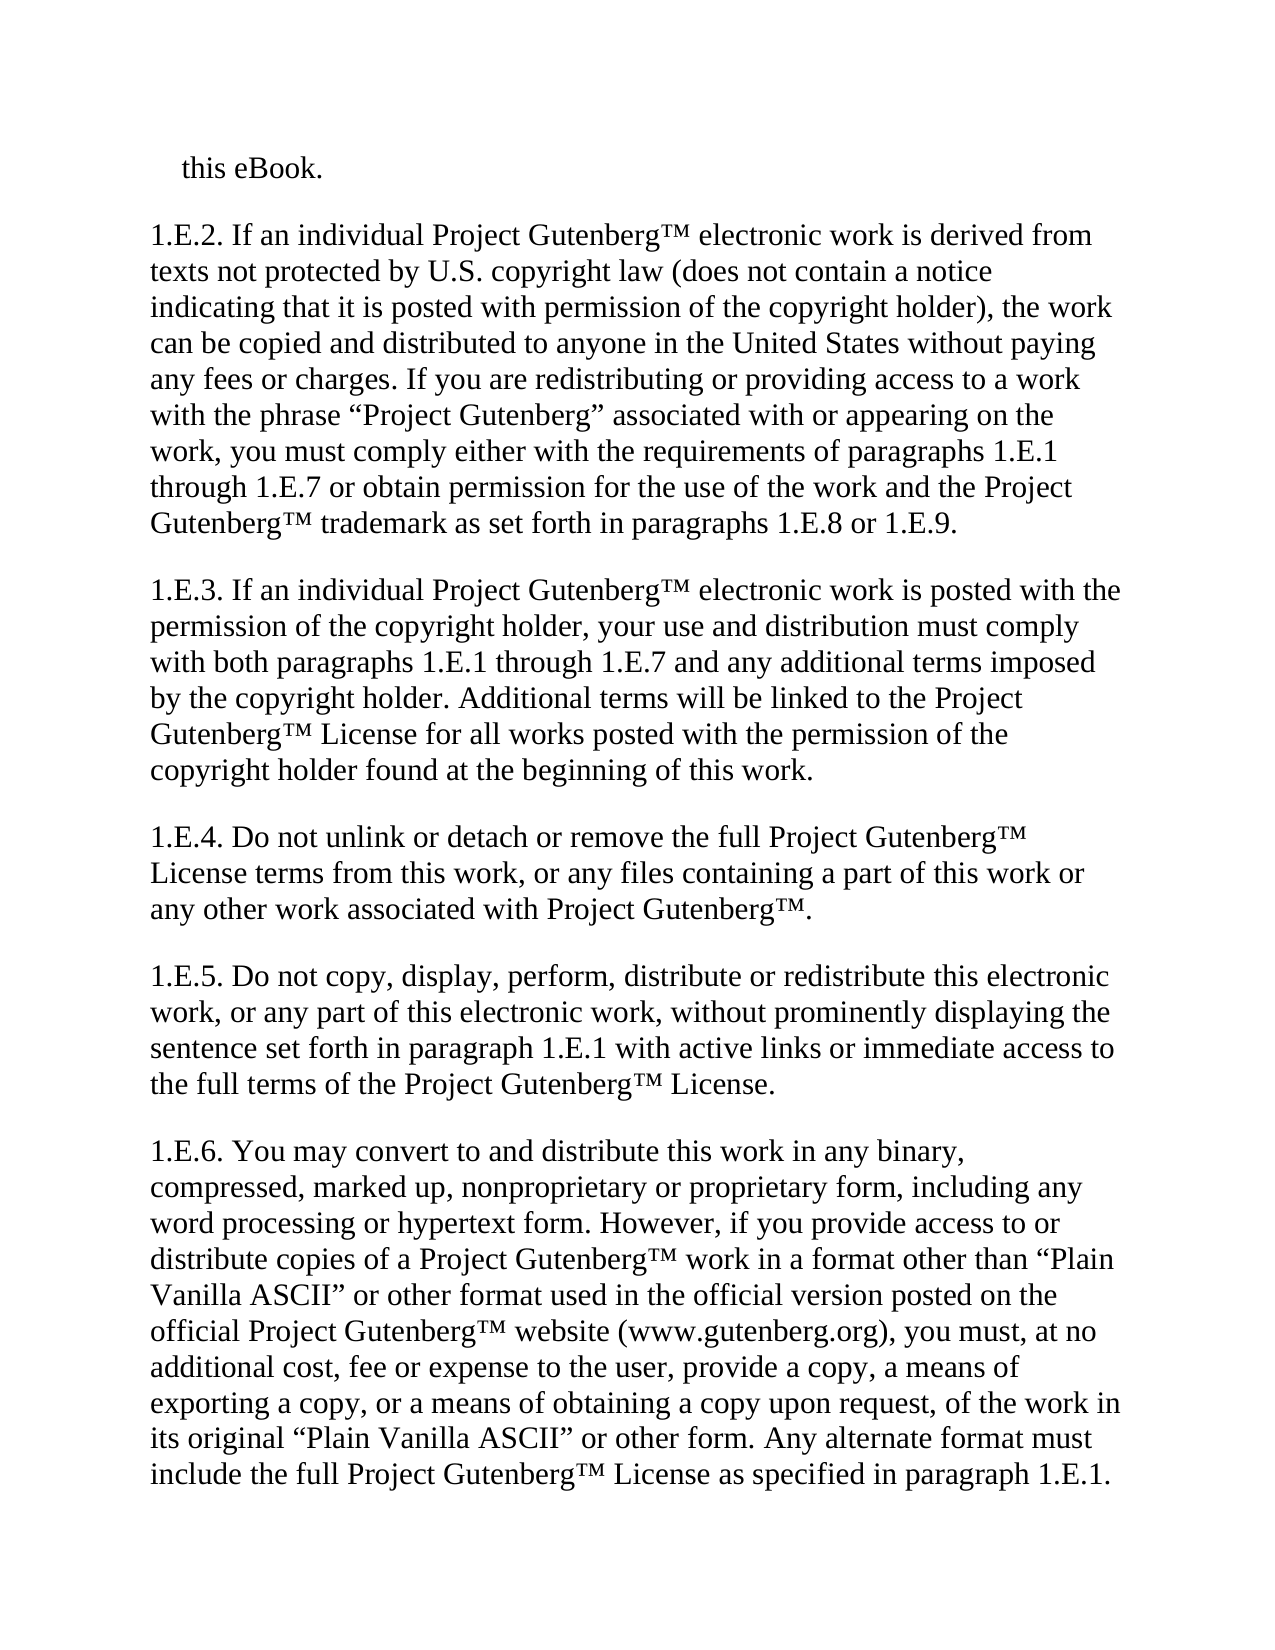 this eBook.
1.E.2. If an individual Project Gutenberg™ electronic work is derived from
texts not protected by U.S. copyright law (does not contain a notice
indicating that it is posted with permission of the copyright holder), the work
can be copied and distributed to anyone in the United States without paying
any fees or charges. If you are redistributing or providing access to a work
with the phrase “Project Gutenberg” associated with or appearing on the
work, you must comply either with the requirements of paragraphs 1.E.1
through 1.E.7 or obtain permission for the use of the work and the Project
Gutenberg™ trademark as set forth in paragraphs 1.E.8 or 1.E.9.
1.E.3. If an individual Project Gutenberg™ electronic work is posted with the
permission of the copyright holder, your use and distribution must comply
with both paragraphs 1.E.1 through 1.E.7 and any additional terms imposed
by the copyright holder. Additional terms will be linked to the Project
Gutenberg™ License for all works posted with the permission of the
copyright holder found at the beginning of this work.
1.E.4. Do not unlink or detach or remove the full Project Gutenberg™
License terms from this work, or any files containing a part of this work or
any other work associated with Project Gutenberg™.
1.E.5. Do not copy, display, perform, distribute or redistribute this electronic
work, or any part of this electronic work, without prominently displaying the
sentence set forth in paragraph 1.E.1 with active links or immediate access to
the full terms of the Project Gutenberg™ License.
1.E.6. You may convert to and distribute this work in any binary,
compressed, marked up, nonproprietary or proprietary form, including any
word processing or hypertext form. However, if you provide access to or
distribute copies of a Project Gutenberg™ work in a format other than “Plain
Vanilla ASCII” or other format used in the official version posted on the
official Project Gutenberg™ website (www.gutenberg.org), you must, at no
additional cost, fee or expense to the user, provide a copy, a means of
exporting a copy, or a means of obtaining a copy upon request, of the work in
its original “Plain Vanilla ASCII” or other form. Any alternate format must
include the full Project Gutenberg™ License as specified in paragraph 1.E.1.